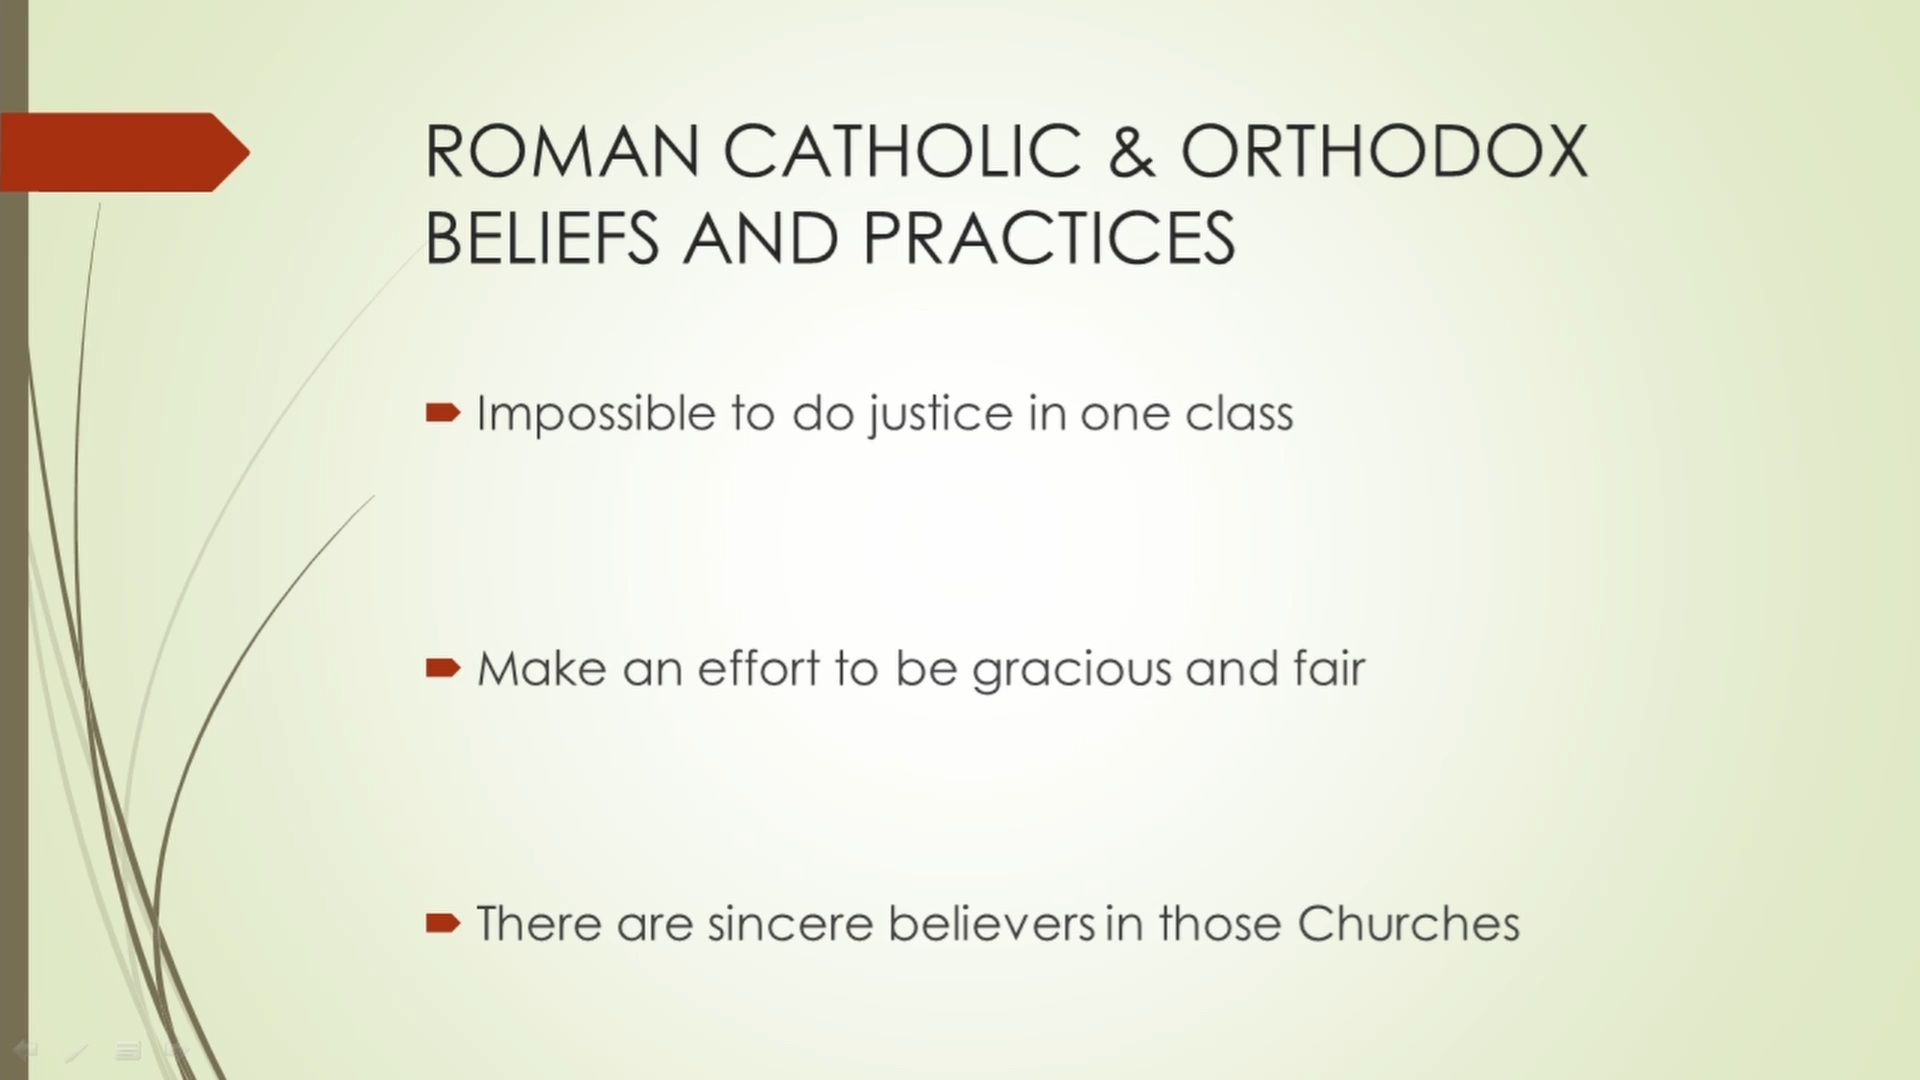 ROMAN CATHOLIC & ORTHODOX
BELIEFS AND PRACTICES
Impossible to do justice in one class
Make an effort to be gracious and fair
There are sincere believers in those Churches